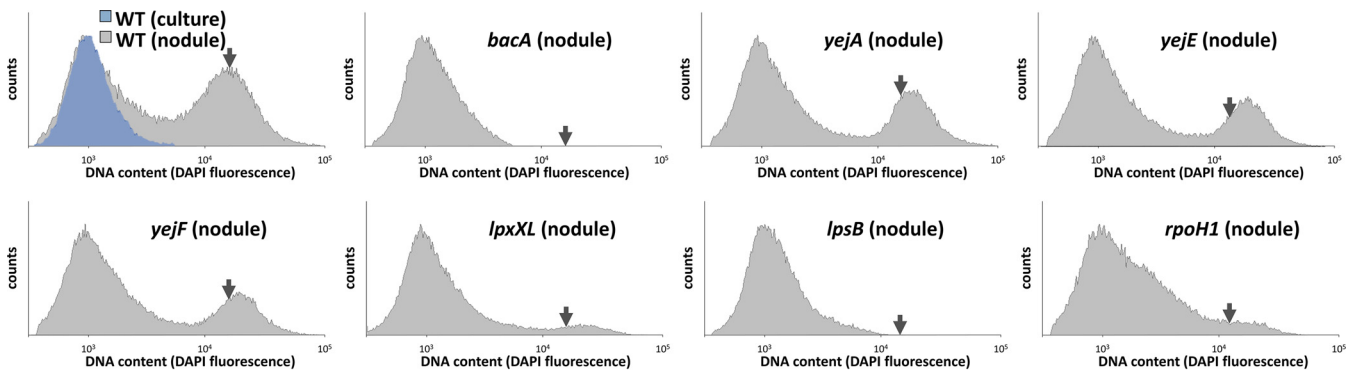 WT (culture)
WT (nodule)
counts
10³ 10⁴ 10⁵
DNA content (DAPI fluorescence)
bacA (nodule)
counts
10³ 10⁴ 10⁵
DNA content (DAPI fluorescence)
yejA (nodule)
counts
10³ 10⁴ 10⁵
DNA content (DAPI fluorescence)
yejE (nodule)
counts
10³ 10⁴ 10⁵
DNA content (DAPI fluorescence)
yejF (nodule)
counts
10³ 10⁴ 10⁵
DNA content (DAPI fluorescence)
lpxXL (nodule)
counts
10³ 10⁴ 10⁵
DNA content (DAPI fluorescence)
lpsB (nodule)
counts
10³ 10⁴ 10⁵
DNA content (DAPI fluorescence)
rpoH1 (nodule)
counts
10³ 10⁴ 10⁵
DNA content (DAPI fluorescence)